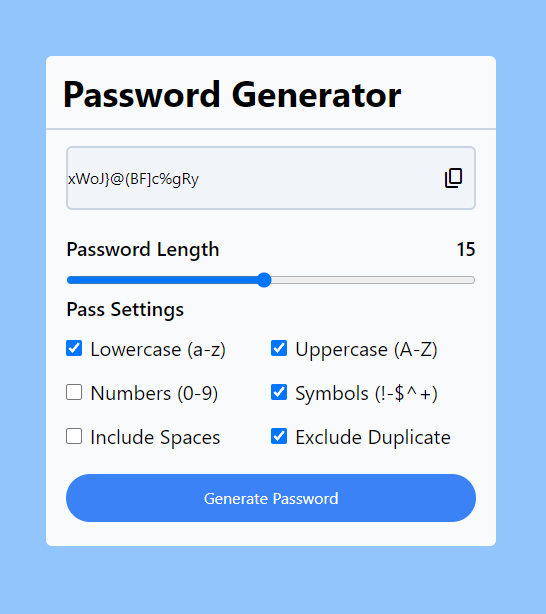 Password Generator
xWoJ}@(BF]c%gRy
Password Length 15
Pass Settings
Lowercase (a-z) Uppercase (A-Z)
Numbers (0-9) Symbols (!-$^+)
Include Spaces Exclude Duplicate
Generate Password